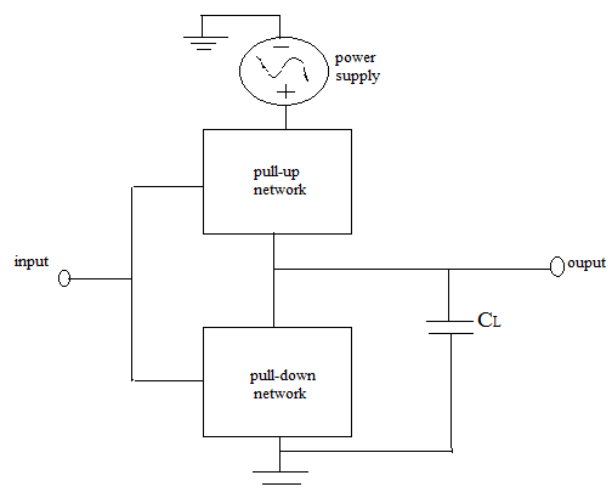 power
supply
pull-up
network
input
ouput
CL
pull-down
network